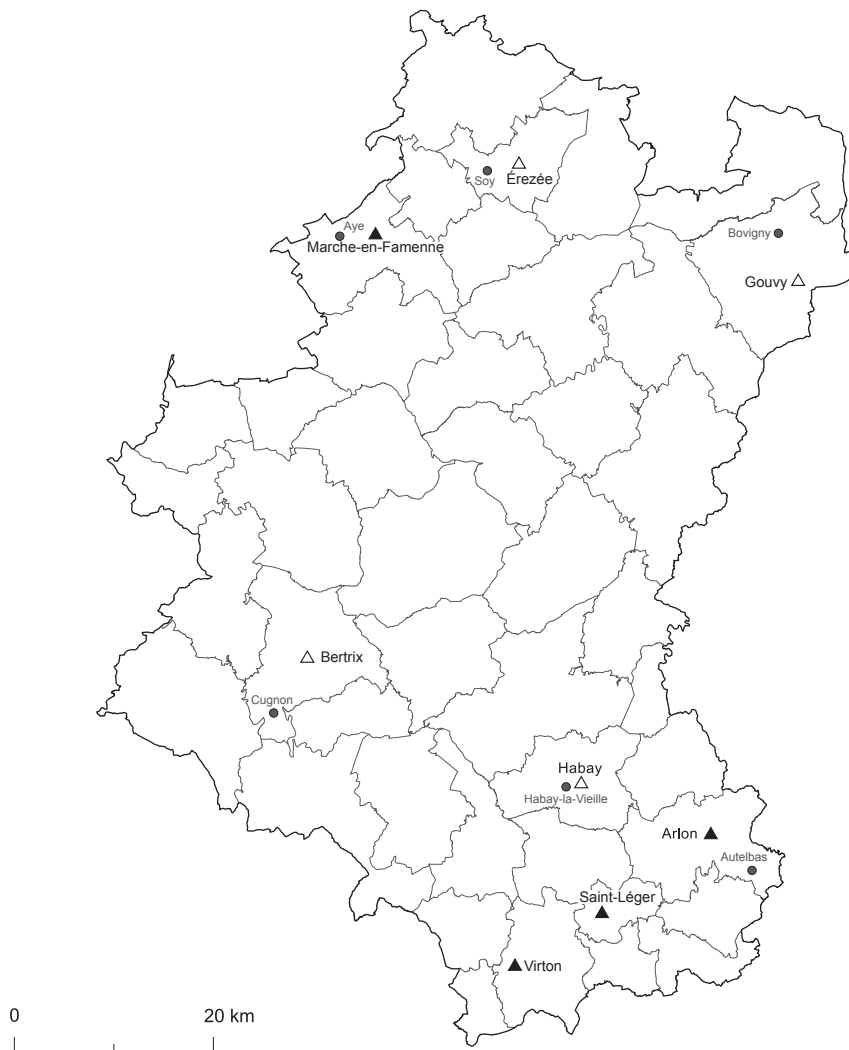 Soy
Érezée
Aye
Marche-en-Famenne
Bovigny
Gouvy
Bertrix
Cugnon
Habay
Habay-la-Vieille
Arlon
Autelbas
Saint-Léger
Virton
0 20 km